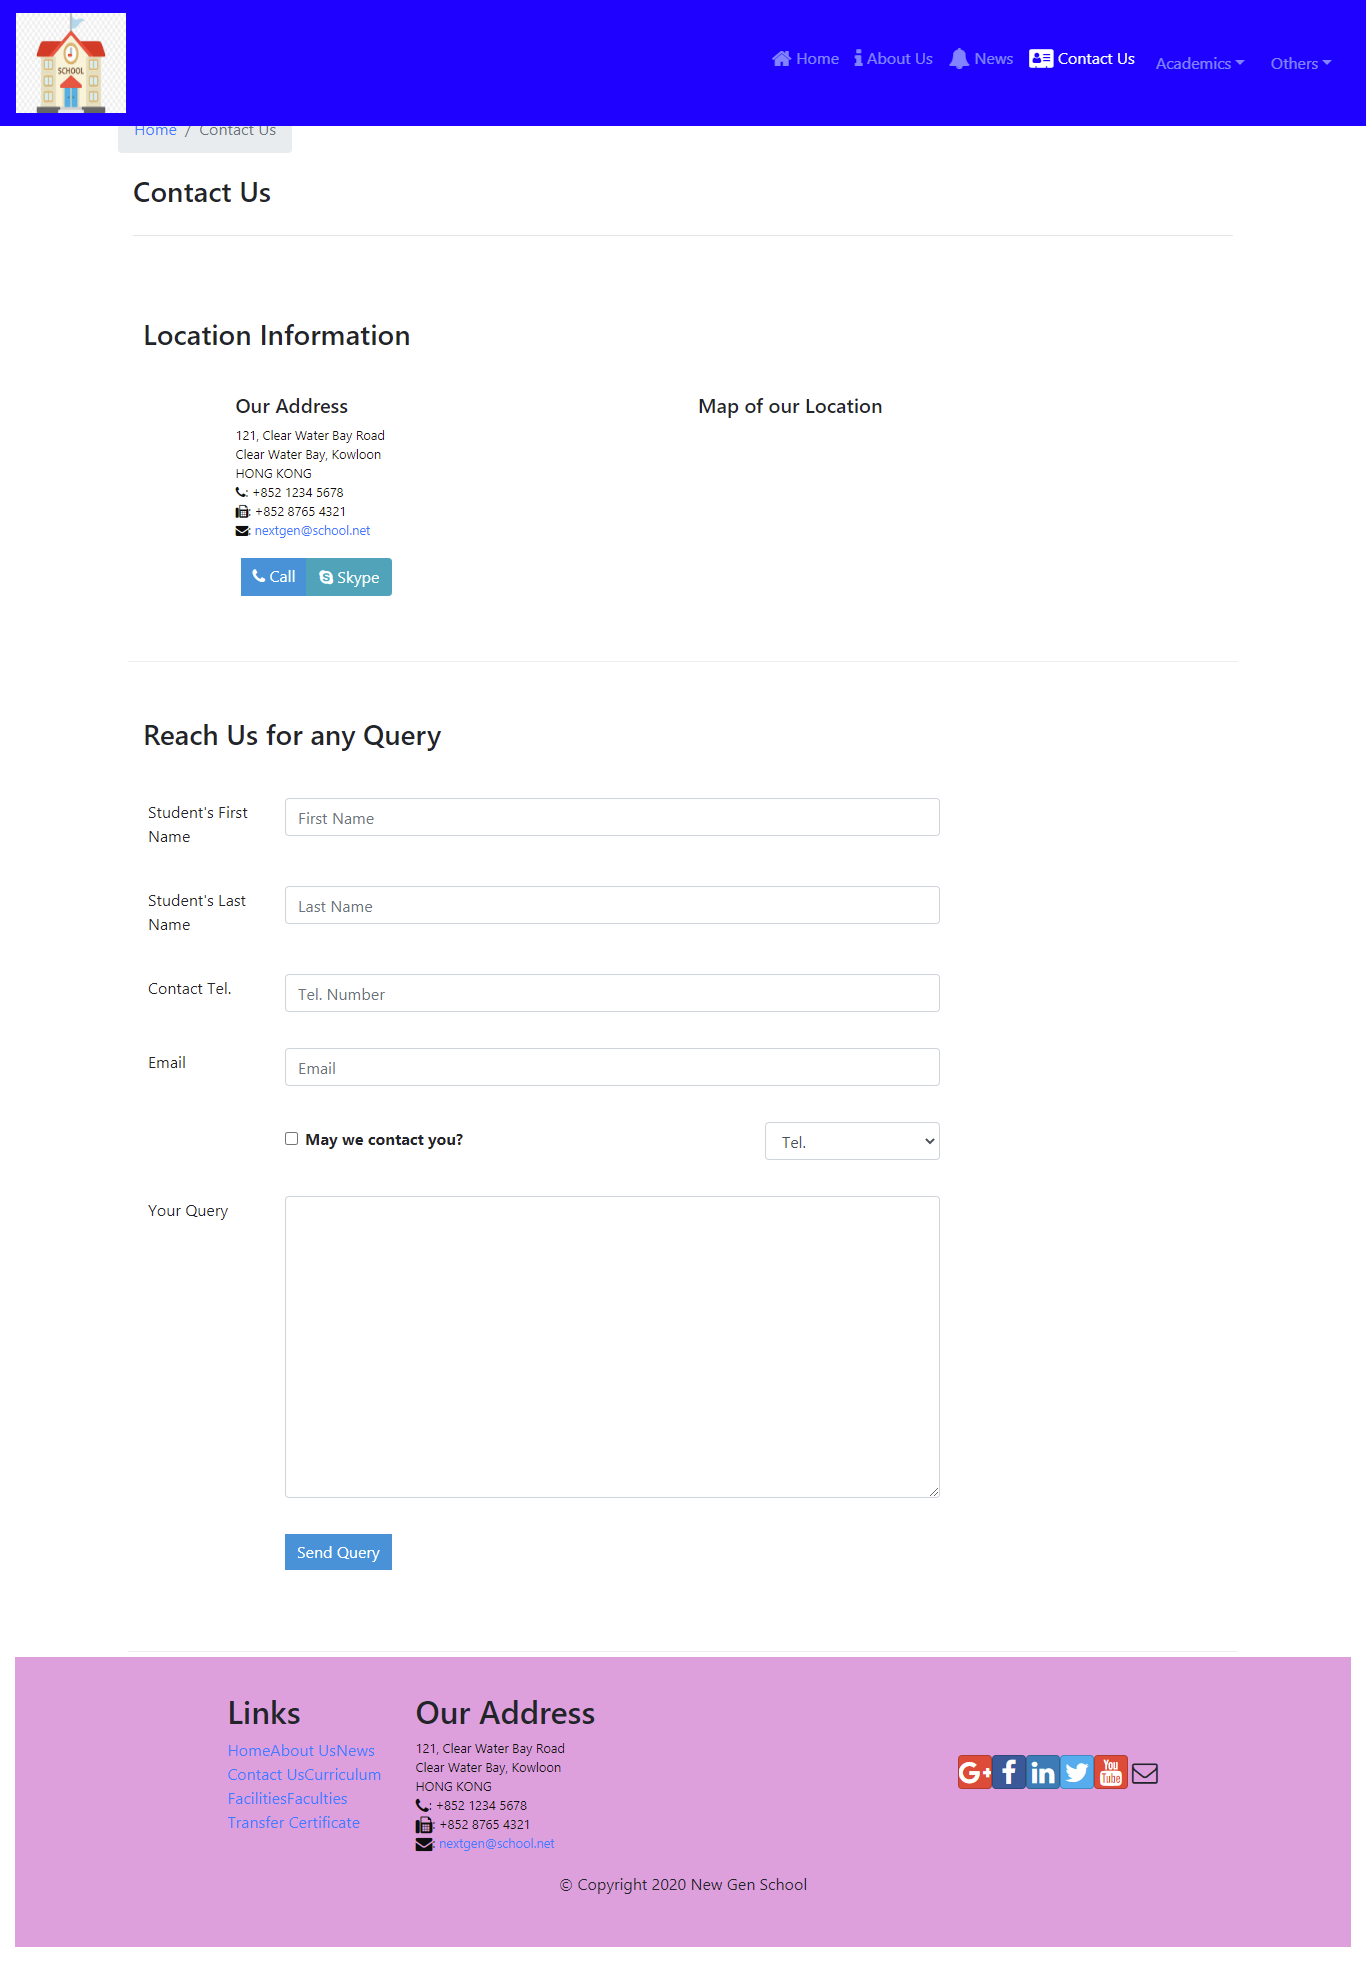 SCHOOL
Home About Us News Contact Us Academics Others
Home / Contact Us
Contact Us
Location Information
Our Address
121, Clear Water Bay Road
Clear Water Bay, Kowloon
HONG KONG
: +852 1234 5678
: +852 8765 4321
: nextgen@school.net
Call Skype
Map of our Location
Reach Us for any Query
Student's First
Name
First Name
Student's Last
Name
Last Name
Contact Tel.
Tel. Number
Email
Email
May we contact you?
Tel.
Your Query
Send Query
Links
HomeAbout UsNews
Contact UsCurriculum
FacilitiesFaculties
Transfer Certificate
Our Address
121, Clear Water Bay Road
Clear Water Bay, Kowloon
HONG KONG
: +852 1234 5678
: +852 8765 4321
: nextgen@school.net
G+ f in You Tube
© Copyright 2020 New Gen School